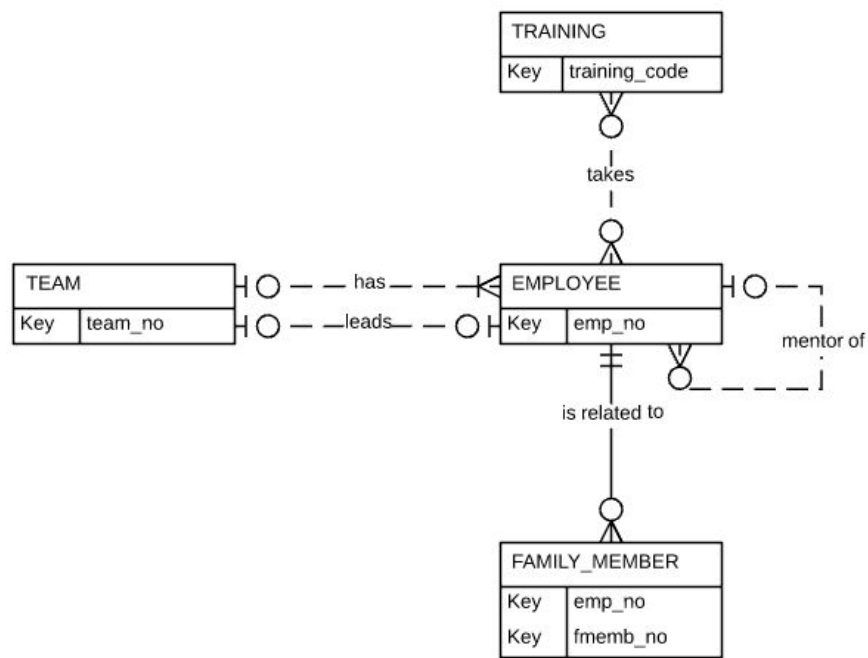 TRAINING
Key training_code
takes
TEAM
Key team_no
has
leads
EMPLOYEE
Key emp_no
mentor of
is related to
FAMILY_MEMBER
Key emp_no
Key fmemb_no